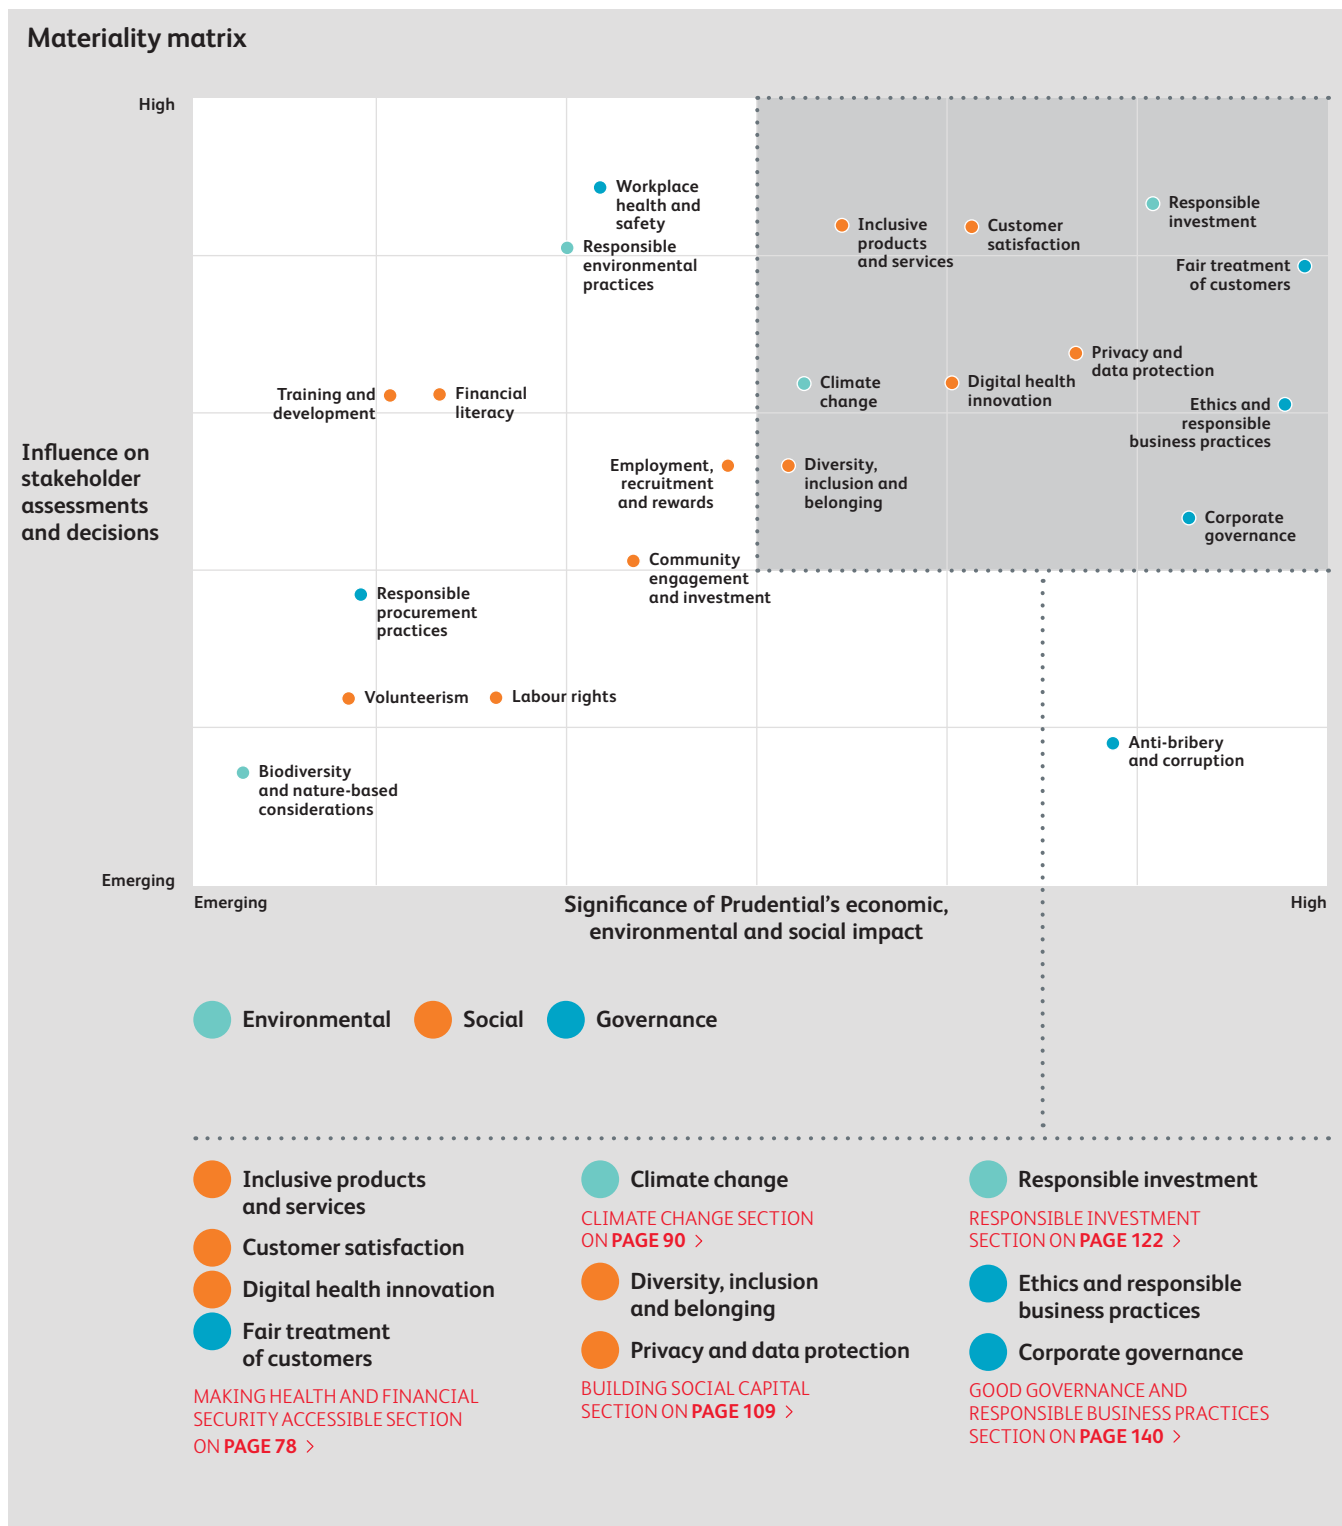 Materiality matrix
High
Workplace
health and
safety
Responsible
environmental
practices
Inclusive
products
and services
Customer
satisfaction
Responsible
investment
Fair treatment
of customers
Privacy and
data protection
Climate
change
Digital health
innovation
Ethics and
responsible
business practices
Training and
development
Financial
literacy
Influence on
stakeholder
assessments
and decisions
Employment,
recruitment
and rewards
Diversity,
inclusion and
belonging
Corporate
governance
Community
engagement
and investment
Responsible
procurement
practices
Volunteerism
Labour rights
Anti-bribery
and corruption
Biodiversity
and nature-based
considerations
Emerging
Emerging
Significance of Prudential’s economic,
environmental and social impact
High
Environmental
Social
Governance
Inclusive products
and services
Customer satisfaction
Digital health innovation
Fair treatment
of customers
MAKING HEALTH AND FINANCIAL
SECURITY ACCESSIBLE SECTION
ON PAGE 78 >
Climate change
CLIMATE CHANGE SECTION
ON PAGE 90 >
Diversity, inclusion
and belonging
Privacy and data protection
BUILDING SOCIAL CAPITAL
SECTION ON PAGE 109 >
Responsible investment
RESPONSIBLE INVESTMENT
SECTION ON PAGE 122 >
Ethics and responsible
business practices
Corporate governance
GOOD GOVERNANCE AND
RESPONSIBLE BUSINESS PRACTICES
SECTION ON PAGE 140 >